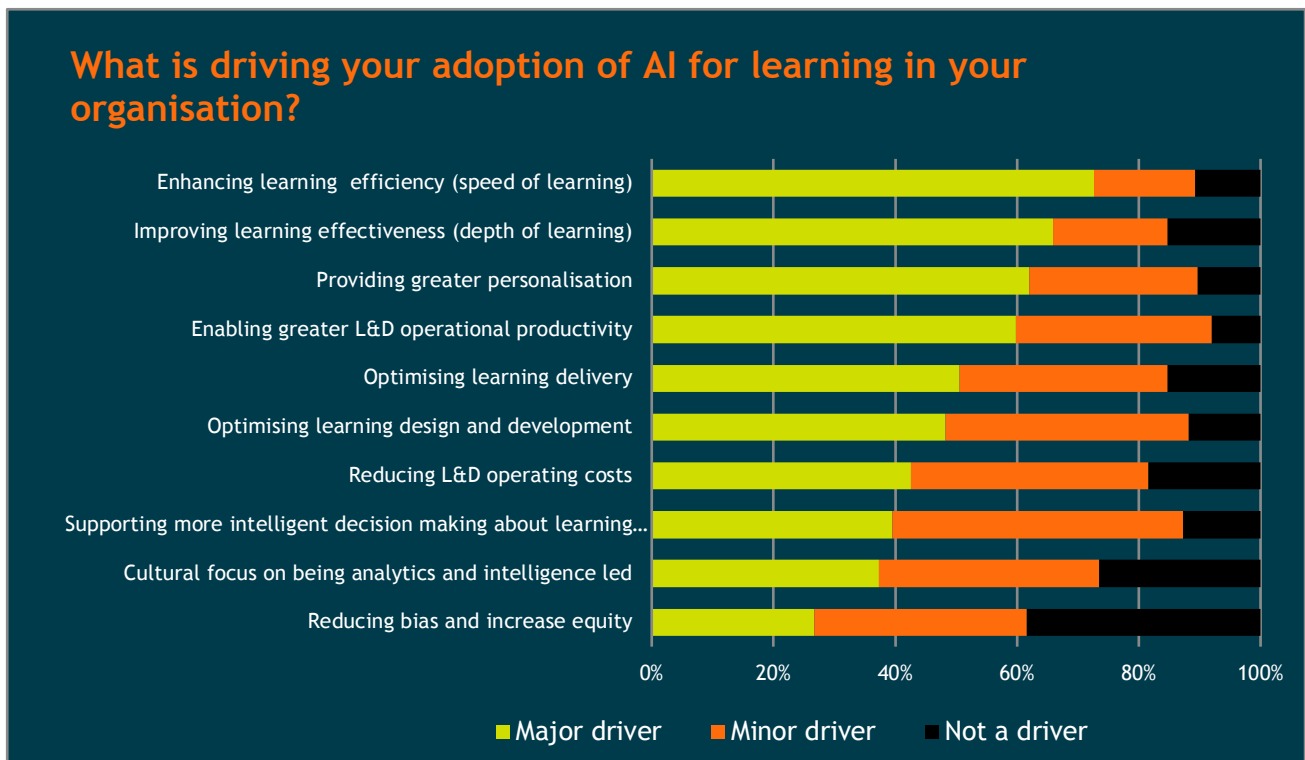 What is driving your adoption of AI for learning in your
organisation?
Enhancing learning  efficiency (speed of learning)
Improving learning effectiveness (depth of learning)
Providing greater personalisation
Enabling greater L&D operational productivity
Optimising learning delivery
Optimising learning design and development
Reducing L&D operating costs
Supporting more intelligent decision making about learning…
Cultural focus on being analytics and intelligence led
Reducing bias and increase equity
0% 20% 40% 60% 80% 100%
Major driver Minor driver Not a driver